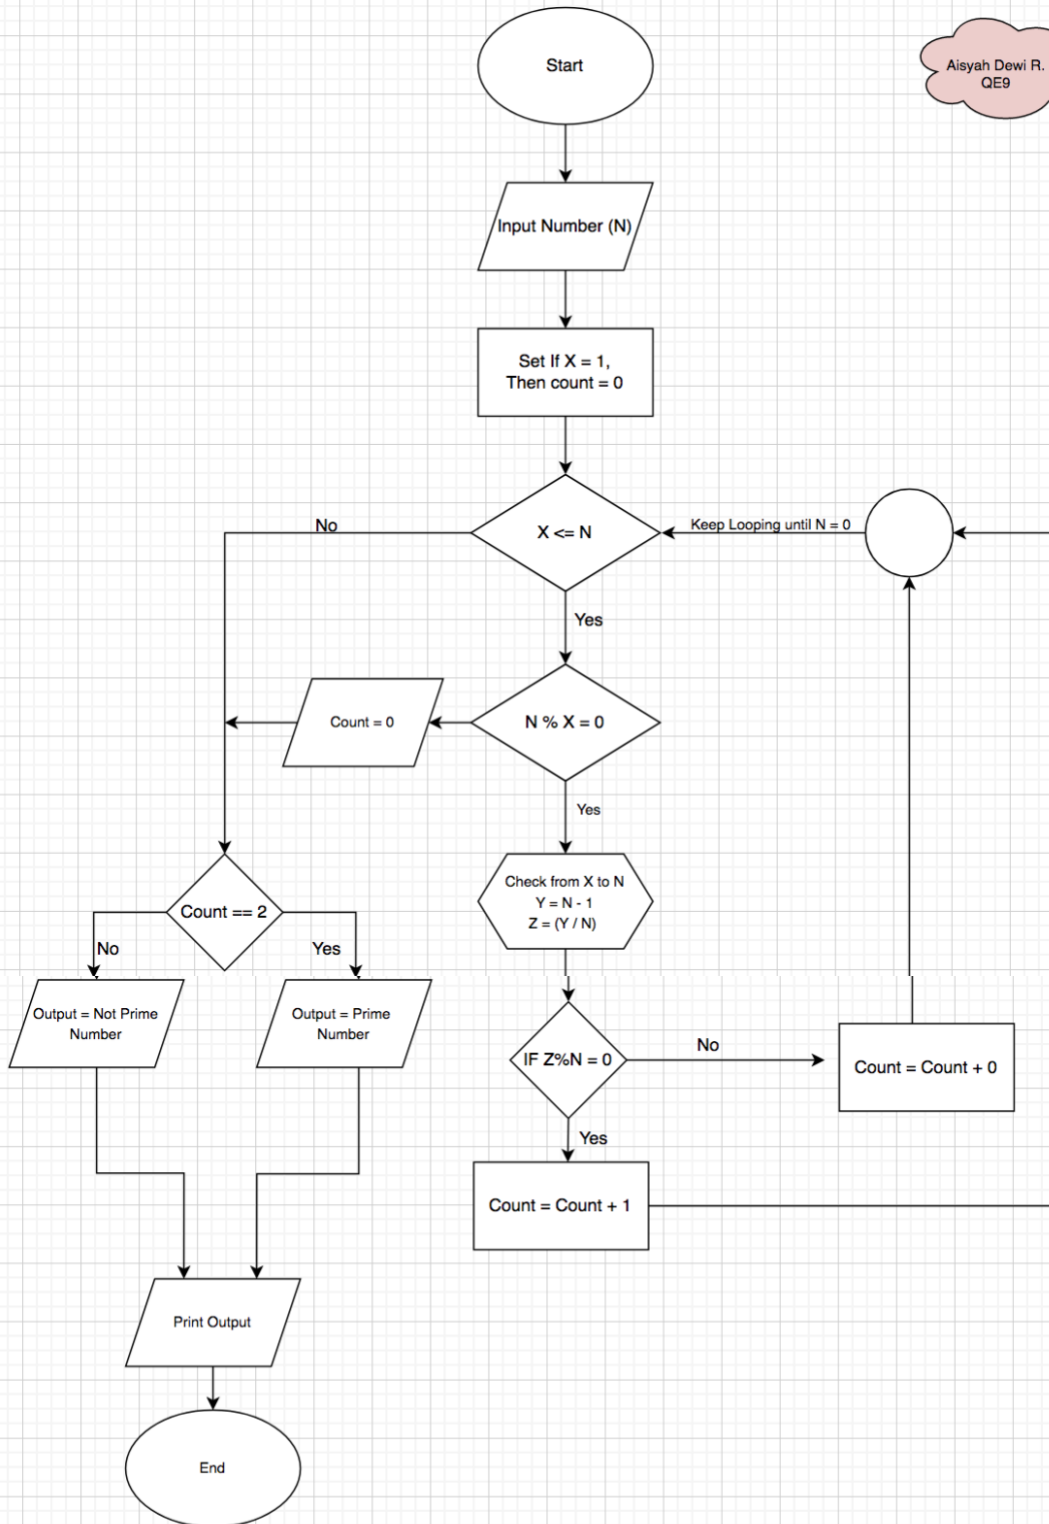 Start
Aisyah Dewi R.
QE9
Input Number (N)
Set If X = 1,
Then count = 0
No
X <= N
Keep Looping until N = 0
Yes
Count = 0
N % X = 0
Yes
Check from X to N
Y = N - 1
Z = (Y / N)
Count == 2
No
Yes
Output = Not Prime
Number
Output = Prime
Number
IF Z%N = 0
No
Count = Count + 0
Yes
Count = Count + 1
Print Output
End